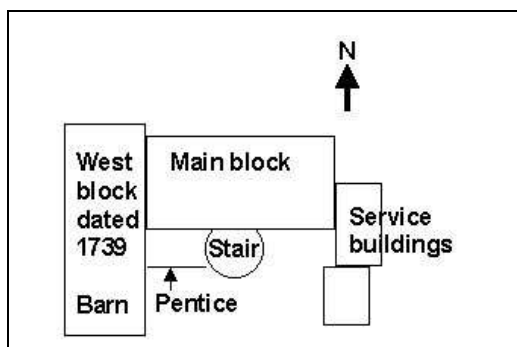 N
West
block
dated
1739
Main block
Service
buildings
Stair
Barn
Pentice